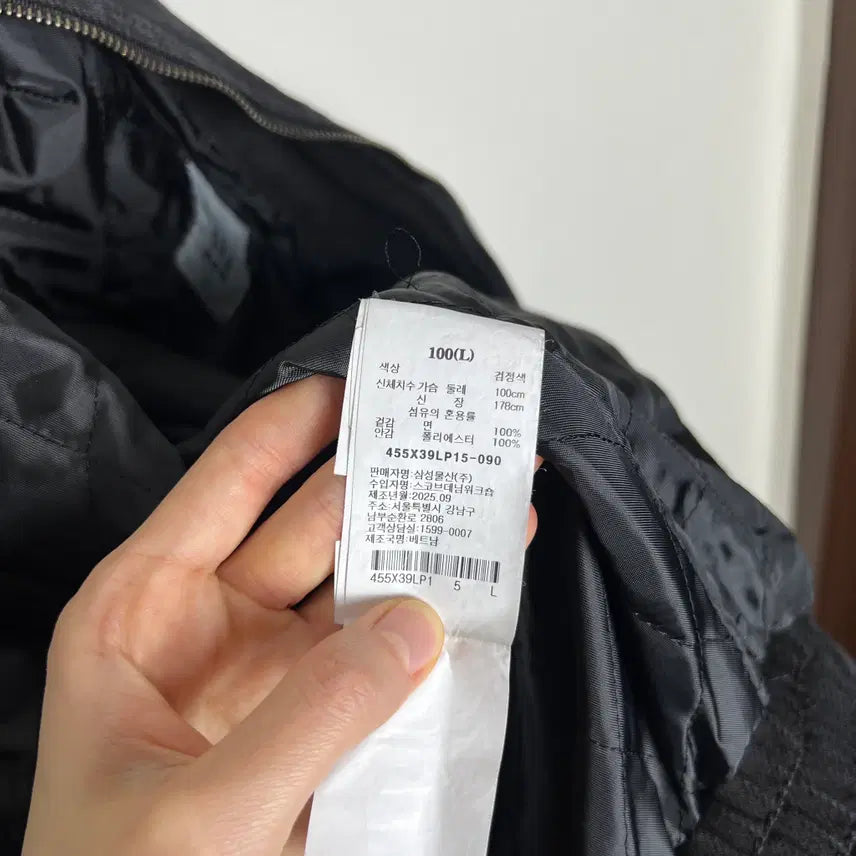 100(L)
색상 검정색
신체치수 가슴 둘레 100cm
신 장 178cm
섬유의 혼용률
겉감 면 100%
안감 폴리에스터 100%
455X39LP15-090
판매자명:삼성물산(주)
수입자명:스코브데님워크숍
제조년월:2025.09
주소:서울특별시 강남구
남부순환로 2806
고객상담실:1599-0007
제조국명:베트남
455X39LP1 5 L